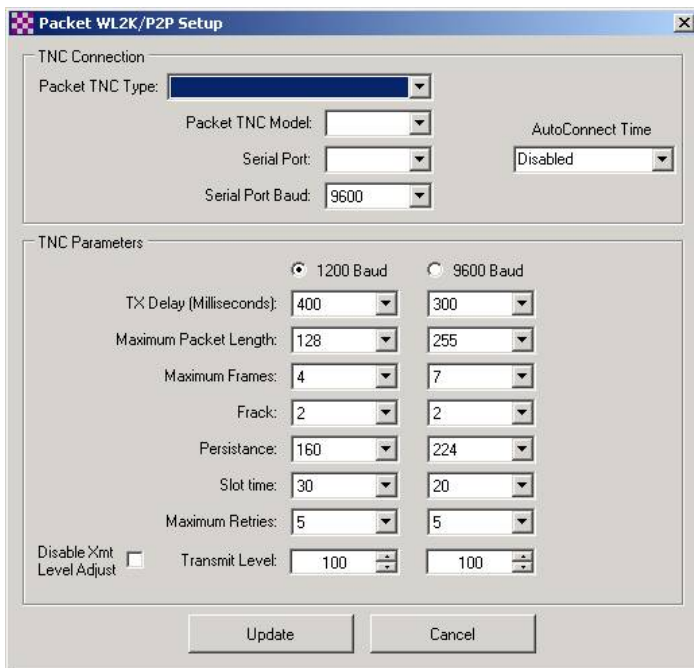 Packet WL2K/P2P Setup
TNC Connection
Packet TNC Type:
Packet TNC Model:
AutoConnect Time
Serial Port:
Disabled
Serial Port Baud: 9600
TNC Parameters
1200 Baud 9600 Baud
TX Delay (Milliseconds): 400 300
Maximum Packet Length: 128 255
Maximum Frames: 4 7
Frack: 2 2
Persistance: 160 224
Slot time: 30 20
Maximum Retries: 5 5
Disable Xmt
Level Adjust
Transmit Level: 100 100
Update Cancel